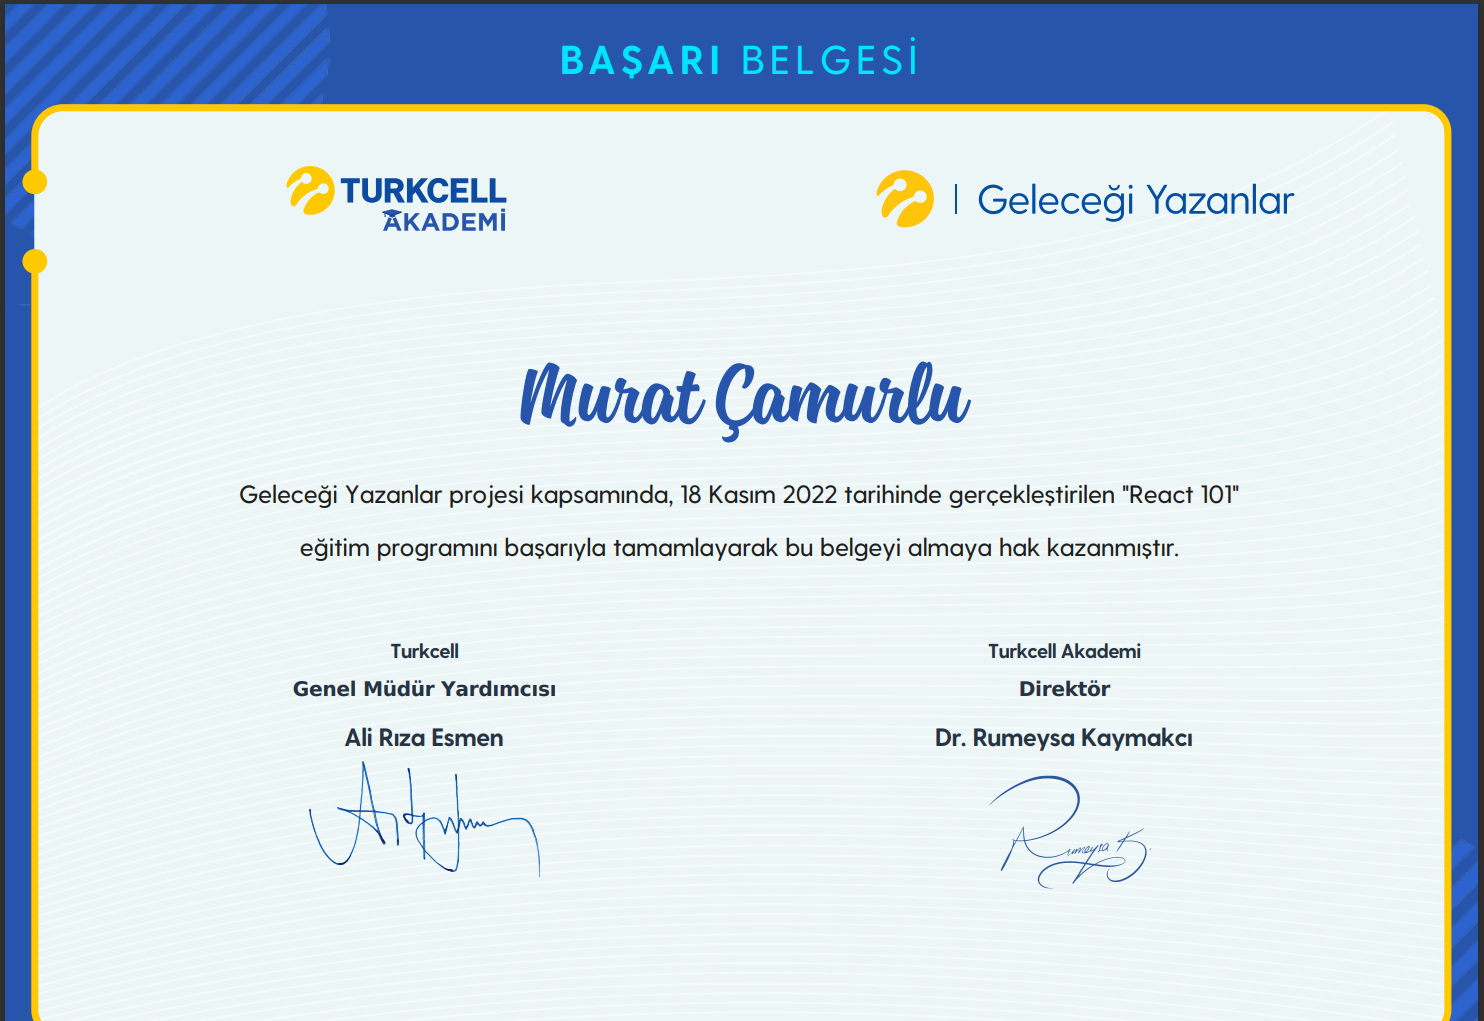 BAŞARI BELGESİ
TURKCELL
AKADEMİ
Geleceği Yazanlar
Murat Çamurlu
Geleceği Yazanlar projesi kapsamında, 18 Kasım 2022 tarihinde gerçekleştirilen "React 101"
eğitim programını başarıyla tamamlayarak bu belgeyi almaya hak kazanmıştır.
Turkcell
Genel Müdür Yardımcısı
Ali Rıza Esmen
Turkcell Akademi
Direktör
Dr. Rumeysa Kaymakcı
Rumeysa K.